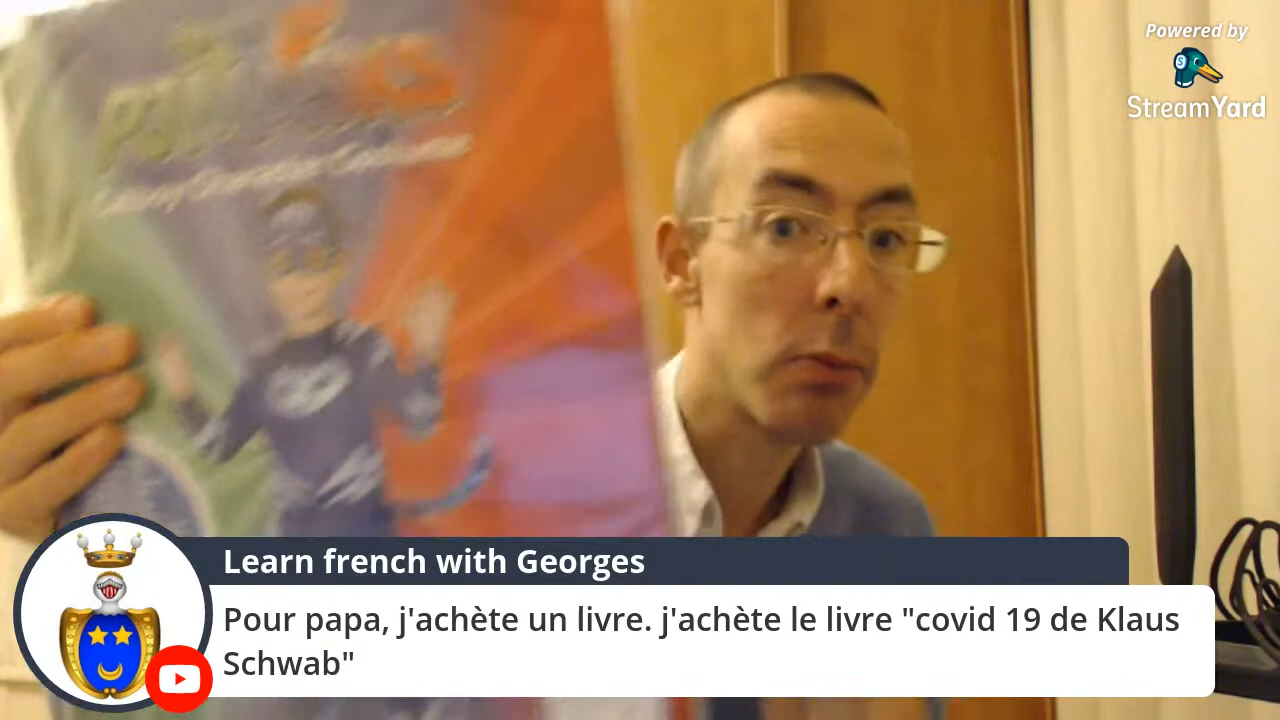 Powered by
StreamYard
Learn french with Georges
Pour papa, j'achète un livre. j'achète le livre "covid 19 de Klaus
Schwab"